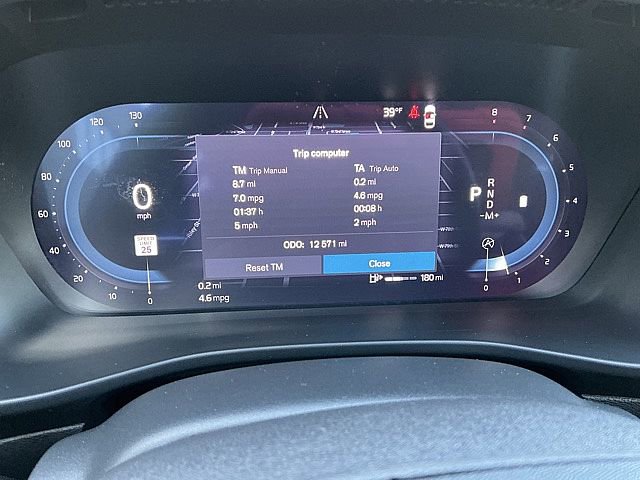 39°F
120 130
100
80
60
40
20
10
0
0
mph
SPEED
LIMIT
25
Trip computer
TM Trip Manual TA Trip Auto
8.7 mi 0.2 mi
7.0 mpg 4.6 mpg
01:37 h 00:08 h
5 mph 2 mph
ODO: 12 571 mi
Reset TM Close
0.2 mi
4.6 mpg
180 mi
8
7
6
5
4
3
2
1
0
P
R
N
D
-M+